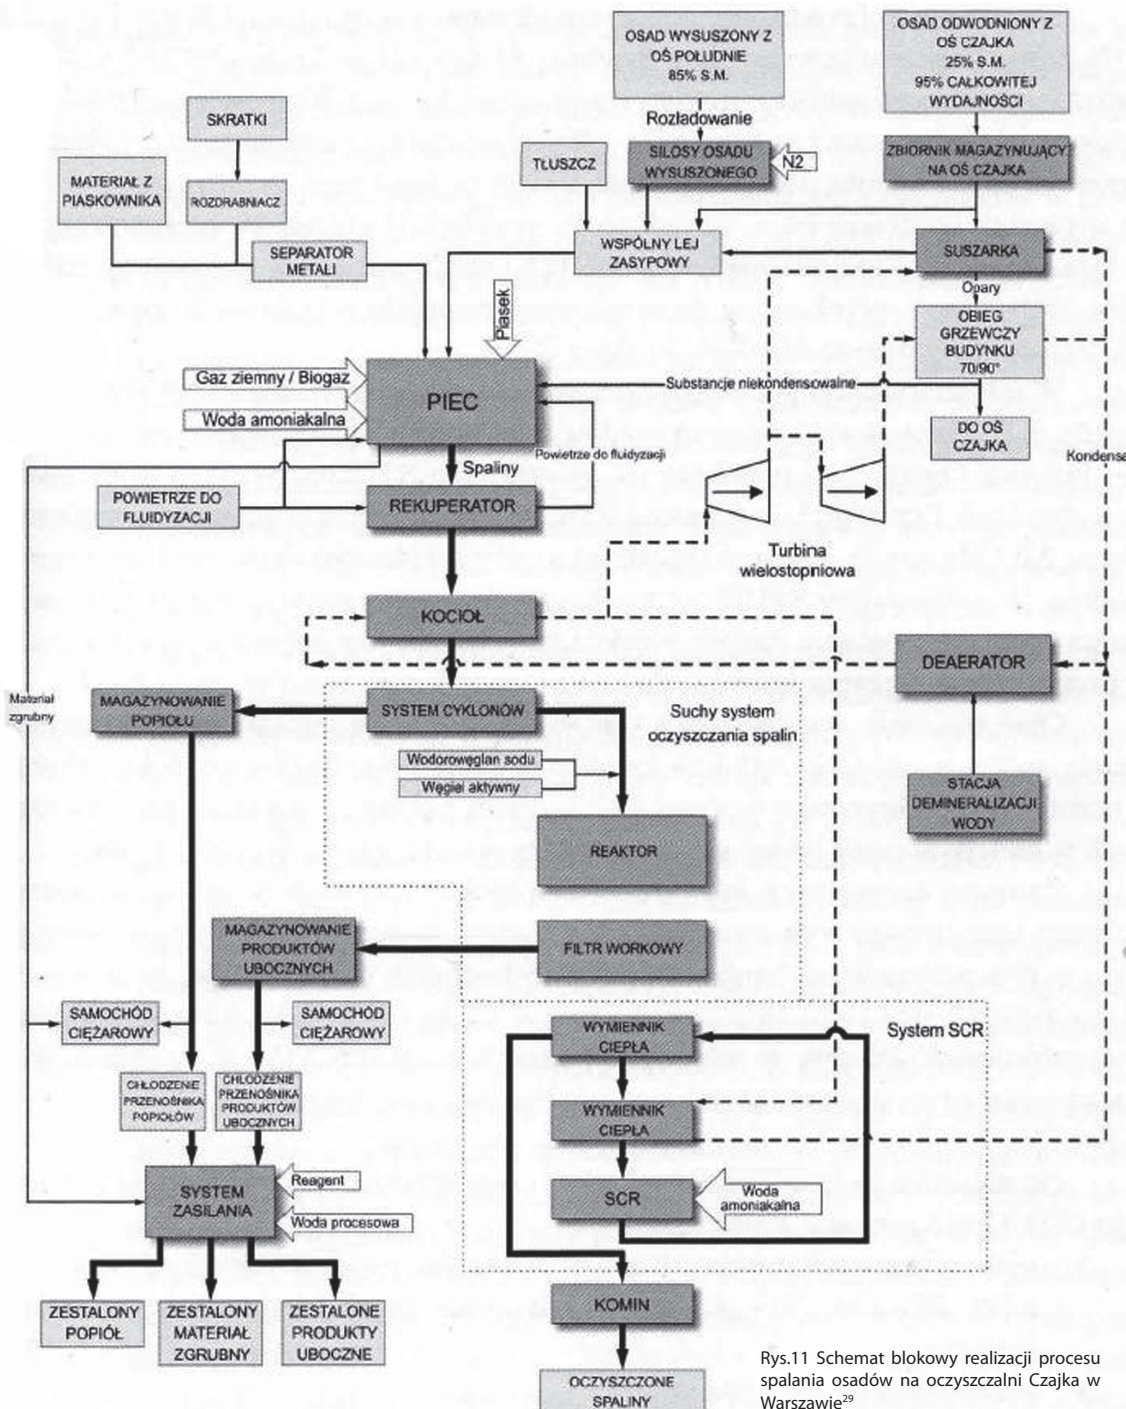 OSAD WYSUSZONY Z
OŚ POŁUDNIE
85% S.M.
OSAD ODWODNIONY Z
OŚ CZAJKA
25% S.M.
95% CAŁKOWITEJ
WYDAJNOŚCI
SKRATKI
Rozładowanie
TŁUSZCZ
SILOSY OSADU
WYSUSZONEGO
N2
ZBIORNIK MAGAZYNUJĄCY
NA OŚ CZAJKA
MATERIAŁ Z
PIASKOWNIKA
ROZDRABNIACZ
SEPARATOR
METALI
WSPÓLNY LEJ
ZASYPOWY
SUSZARKA
Opary
Piasek
OBIEG
GRZEWCZY
BUDYNKU
70/90°
Gaz ziemny / Biogaz
PIEC
Substancje niekondensowalne
Woda amoniakalna
DO OŚ
CZAJKA
Spaliny
Powietrze do fluidyzacji
Kondensa
POWIETRZE DO
FLUIDYZACJI
REKUPERATOR
Turbina
wielostopniowa
KOCIOŁ
DEAERATOR
Materiał
zgrubny
MAGAZYNOWANIE
POPIOŁU
SYSTEM CYKLONÓW
Suchy system
oczyszczania spalin
Wodorowęglan sodu
Węgiel aktywny
STACJA
DEMINERALIZACJI
WODY
REAKTOR
MAGAZYNOWANIE
PRODUKTÓW
UBOCZNYCH
FILTR WORKOWY
SAMOCHÓD
CIĘŻAROWY
SAMOCHÓD
CIĘŻAROWY
WYMIENNIK
CIEPŁA
System SCR
CHŁODZENIE
PRZENOŚNIKA
POPIOŁÓW
CHŁODZENIE
PRZENOŚNIKA
PRODUKTÓW
UBOCZNYCH
WYMIENNIK
CIEPŁA
SYSTEM
ZASILANIA
Reagent
Woda procesowa
SCR
Woda
amoniakalna
ZESTALONY
POPIÓŁ
ZESTALONY
MATERIAŁ
ZGRUBNY
ZESTALONE
PRODUKTY
UBOCZNE
KOMIN
OCZYSZCZONE
SPALINY
Rys.11 Schemat blokowy realizacji procesu
spalania osadów na oczyszczalni Czajka w
Warszawie²⁹